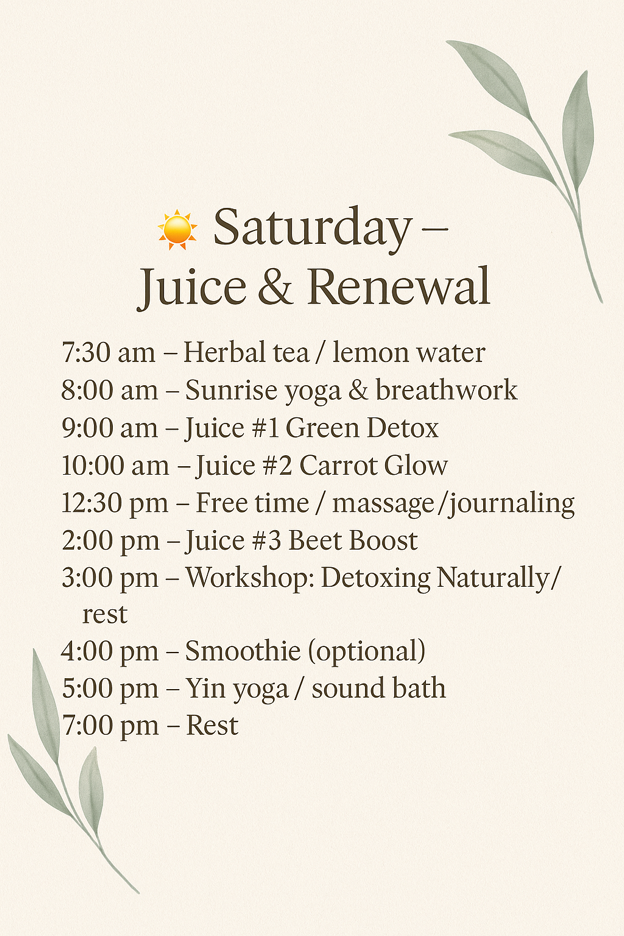 ☀️ Saturday –
Juice & Renewal
7:30 am – Herbal tea / lemon water
8:00 am – Sunrise yoga & breathwork
9:00 am – Juice #1 Green Detox
10:00 am – Juice #2 Carrot Glow
12:30 pm – Free time / massage/journaling
2:00 pm – Juice #3 Beet Boost
3:00 pm – Workshop: Detoxing Naturally/
rest
4:00 pm – Smoothie (optional)
5:00 pm – Yin yoga / sound bath
7:00 pm – Rest